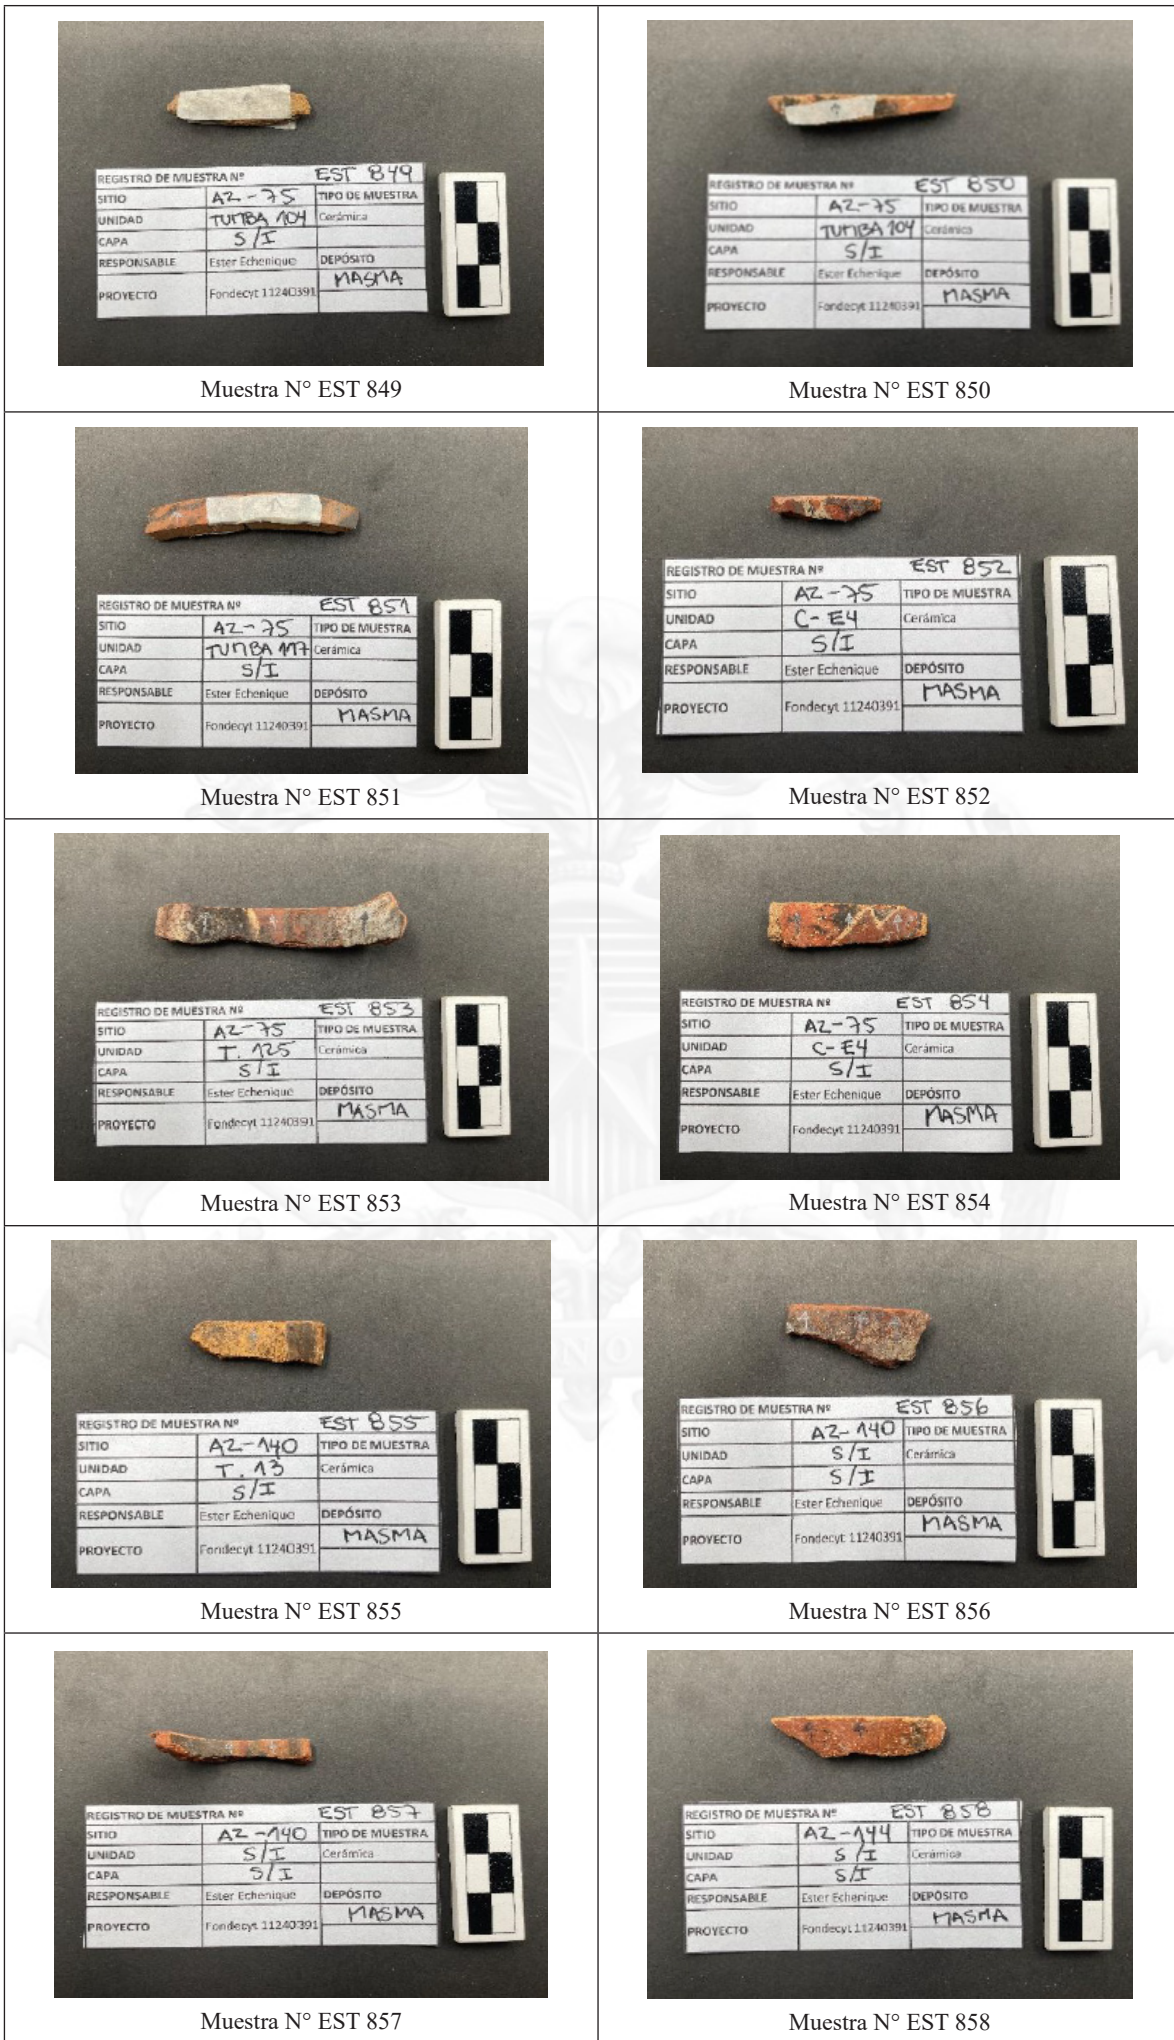 REGISTRO DE MUESTRA Nº EST 849
SITIO AZ-75 TIPO DE MUESTRA
UNIDAD TUMBA 104 Cerámica
CAPA S/I
RESPONSABLE Ester Echenique DEPÓSITO
MASMA
PROYECTO Fondecyt 11240391
Muestra N° EST 849
REGISTRO DE MUESTRA Nº EST 850
SITIO AZ-75 TIPO DE MUESTRA
UNIDAD TUMBA 104 Cerámica
CAPA S/I
RESPONSABLE Ester Echenique DEPÓSITO
MASMA
PROYECTO Fondecyt 11240391
Muestra N° EST 850
REGISTRO DE MUESTRA Nº EST 851
SITIO AZ-75 TIPO DE MUESTRA
UNIDAD TUMBA 117 Cerámica
CAPA S/I
RESPONSABLE Ester Echenique DEPÓSITO
MASMA
PROYECTO Fondecyt 11240391
Muestra N° EST 851
REGISTRO DE MUESTRA Nº EST 852
SITIO AZ-75 TIPO DE MUESTRA
UNIDAD C-E4 Cerámica
CAPA S/I
RESPONSABLE Ester Echenique DEPÓSITO
MASMA
PROYECTO Fondecyt 11240391
Muestra N° EST 852
REGISTRO DE MUESTRA Nº EST 853
SITIO AZ-75 TIPO DE MUESTRA
UNIDAD T. 125 Cerámica
CAPA S/I
RESPONSABLE Ester Echenique DEPÓSITO
MASMA
PROYECTO Fondecyt 11240391
Muestra N° EST 853
REGISTRO DE MUESTRA Nº EST 854
SITIO AZ-75 TIPO DE MUESTRA
UNIDAD C-E4 Cerámica
CAPA S/I
RESPONSABLE Ester Echenique DEPÓSITO
MASMA
PROYECTO Fondecyt 11240391
Muestra N° EST 854
REGISTRO DE MUESTRA Nº EST 855
SITIO AZ-140 TIPO DE MUESTRA
UNIDAD T. 13 Cerámica
CAPA S/I
RESPONSABLE Ester Echenique DEPÓSITO
MASMA
PROYECTO Fondecyt 11240391
Muestra N° EST 855
REGISTRO DE MUESTRA Nº EST 856
SITIO AZ-140 TIPO DE MUESTRA
UNIDAD S/I Cerámica
CAPA S/I
RESPONSABLE Ester Echenique DEPÓSITO
MASMA
PROYECTO Fondecyt 11240391
Muestra N° EST 856
REGISTRO DE MUESTRA Nº EST 857
SITIO AZ-140 TIPO DE MUESTRA
UNIDAD S/I Cerámica
CAPA S/I
RESPONSABLE Ester Echenique DEPÓSITO
MASMA
PROYECTO Fondecyt 11240391
Muestra N° EST 857
REGISTRO DE MUESTRA Nº EST 858
SITIO AZ-144 TIPO DE MUESTRA
UNIDAD S/I Cerámica
CAPA S/I
RESPONSABLE Ester Echenique DEPÓSITO
MASMA
PROYECTO Fondecyt 11240391
Muestra N° EST 858